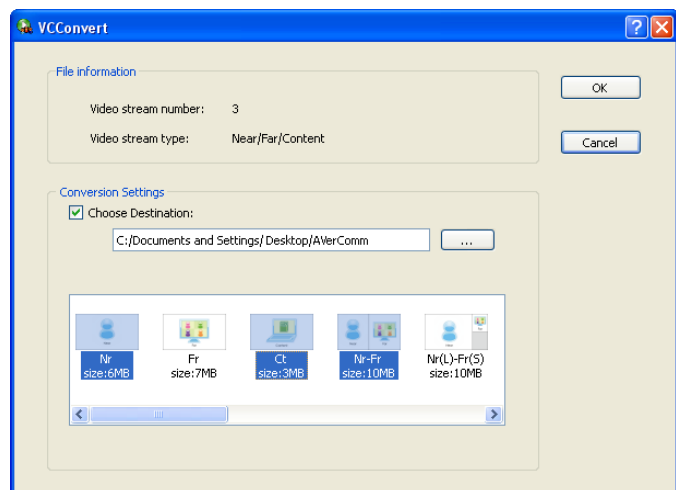 VCConvert
File information
OK
Video stream number: 3
Video stream type: Near/Far/Content
Cancel
Conversion Settings
Choose Destination:
C:/Documents and Settings/Desktop/AVerComm
...
Nr Fr Ct Nr-Fr Nr(L)-Fr(S)
size:6MB size:7MB size:3MB size:10MB size:10MB